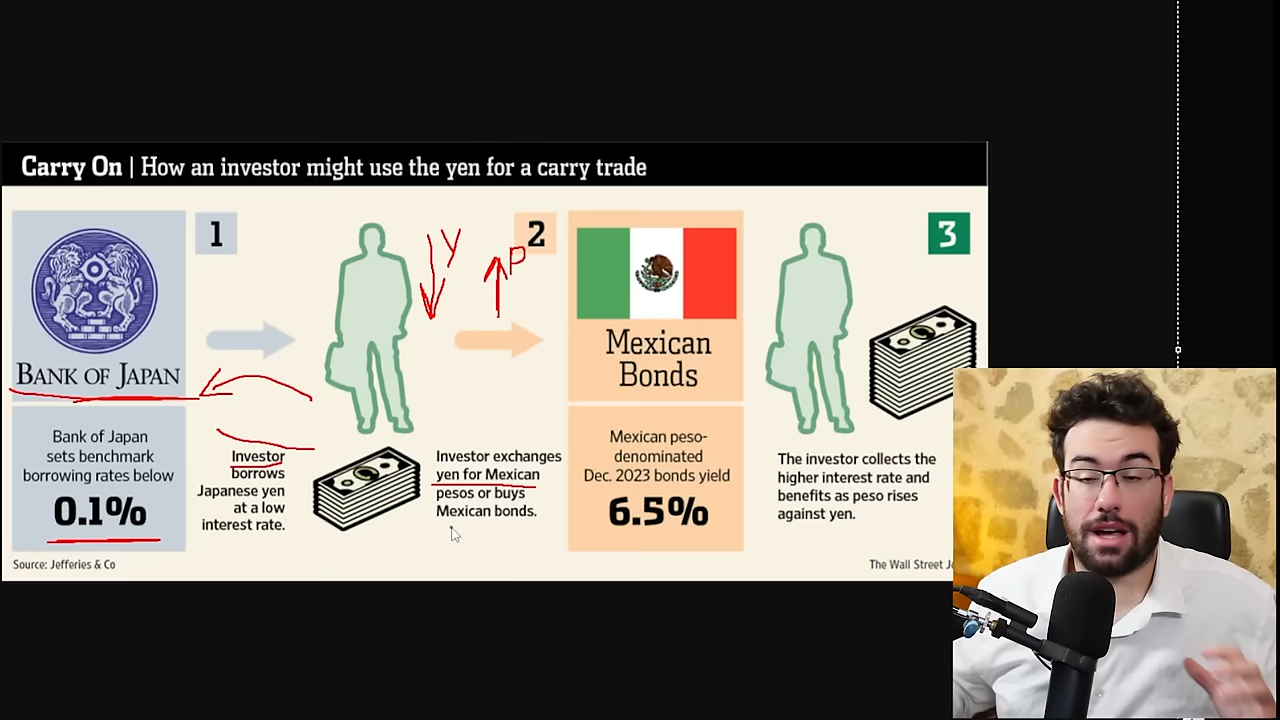 Carry On | How an investor might use the yen for a carry trade
1
Y
P
2
3
BANK OF JAPAN
Mexican
Bonds
Bank of Japan
sets benchmark
borrowing rates below
0.1%
Investor
borrows
Japanese yen
at a low
interest rate.
Investor exchanges
yen for Mexican
pesos or buys
Mexican bonds.
Mexican peso-
denominated
Dec. 2023 bonds yield
6.5%
The investor collects the
higher interest rate and
benefits as peso rises
against yen.
Source: Jefferies & Co
The Wall Street